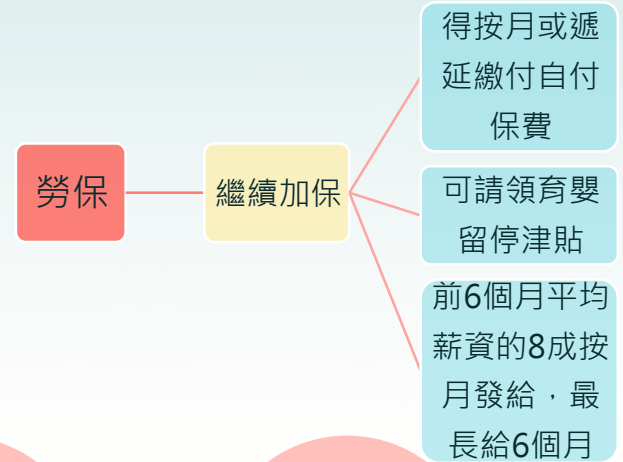 勞保
繼續加保
得按月或遞
延繳付自付
保費
可請領育嬰
留停津貼
前6個月平均
薪資的8成按
月發給，最
長給6個月